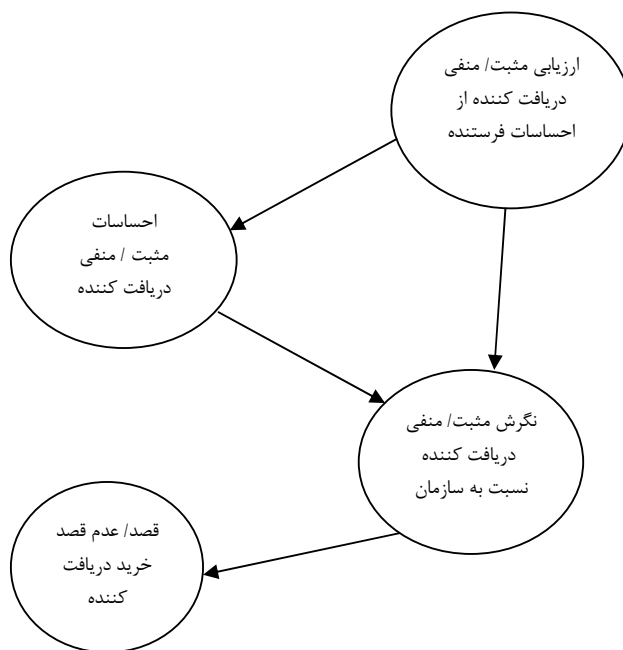 ارزیابی مثبت/ منفی
دریافت کننده از
احساسات فرستنده
احساسات
مثبت / منفی
دریافت کننده
نگرش مثبت/ منفی
دریافت کننده
نسبت به سازمان
قصد/ عدم قصد
خرید دریافت
کننده